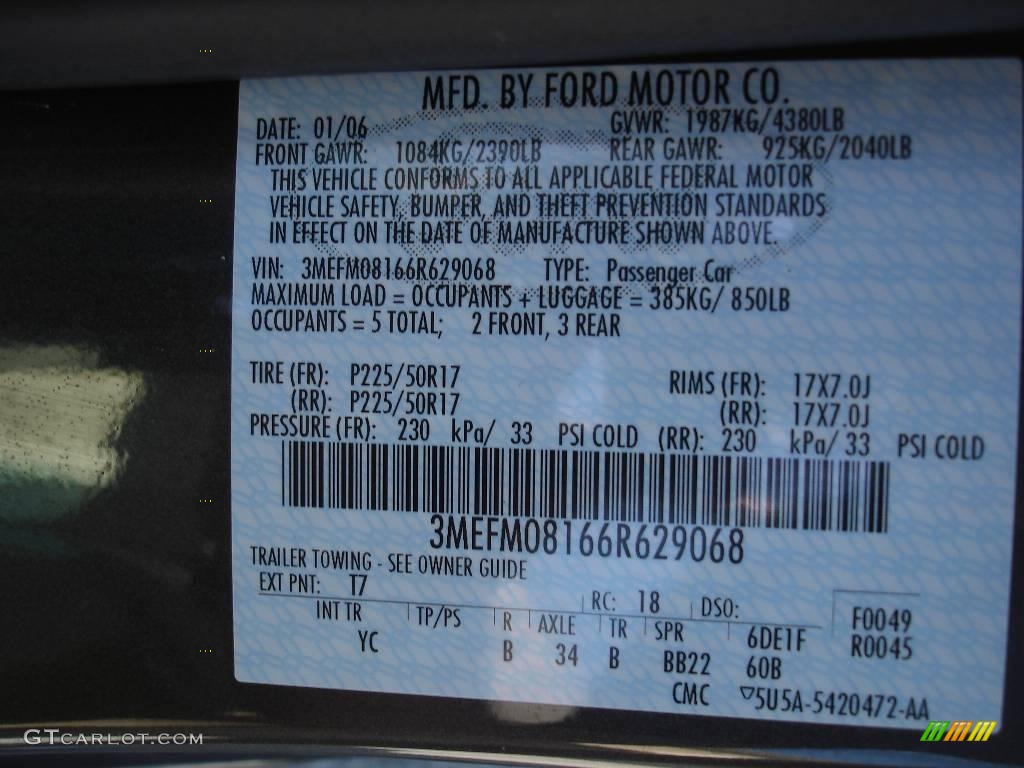 MFD. BY FORD MOTOR CO.
DATE: 01/06 GVWR: 1987KG/4380LB
FRONT GAWR: 1084KG/2390LB REAR GAWR: 925KG/2040LB
THIS VEHICLE CONFORMS TO ALL APPLICABLE FEDERAL MOTOR
VEHICLE SAFETY, BUMPER, AND THEFT PREVENTION STANDARDS
IN EFFECT ON THE DATE OF MANUFACTURE SHOWN ABOVE.
VIN: 3MEFM08166R629068 TYPE: Passenger Car
MAXIMUM LOAD = OCCUPANTS + LUGGAGE = 385KG/ 850LB
OCCUPANTS = 5 TOTAL; 2 FRONT, 3 REAR
TIRE (FR): P225/50R17 RIMS (FR): 17X7.0J
(RR): P225/50R17 (RR): 17X7.0J
PRESSURE (FR): 230 kPa/ 33 PSI COLD (RR): 230 kPa/ 33 PSI COLD
3MEFM08166R629068
TRAILER TOWING - SEE OWNER GUIDE
EXT PNT: T7 RC: 18 DSO: F0049
INT TR TP/PS R AXLE TR SPR 6DE1F R0045
YC B 34 B BB22 60B
CMC 5U5A-5420472-AA
GTCARLOT.COM